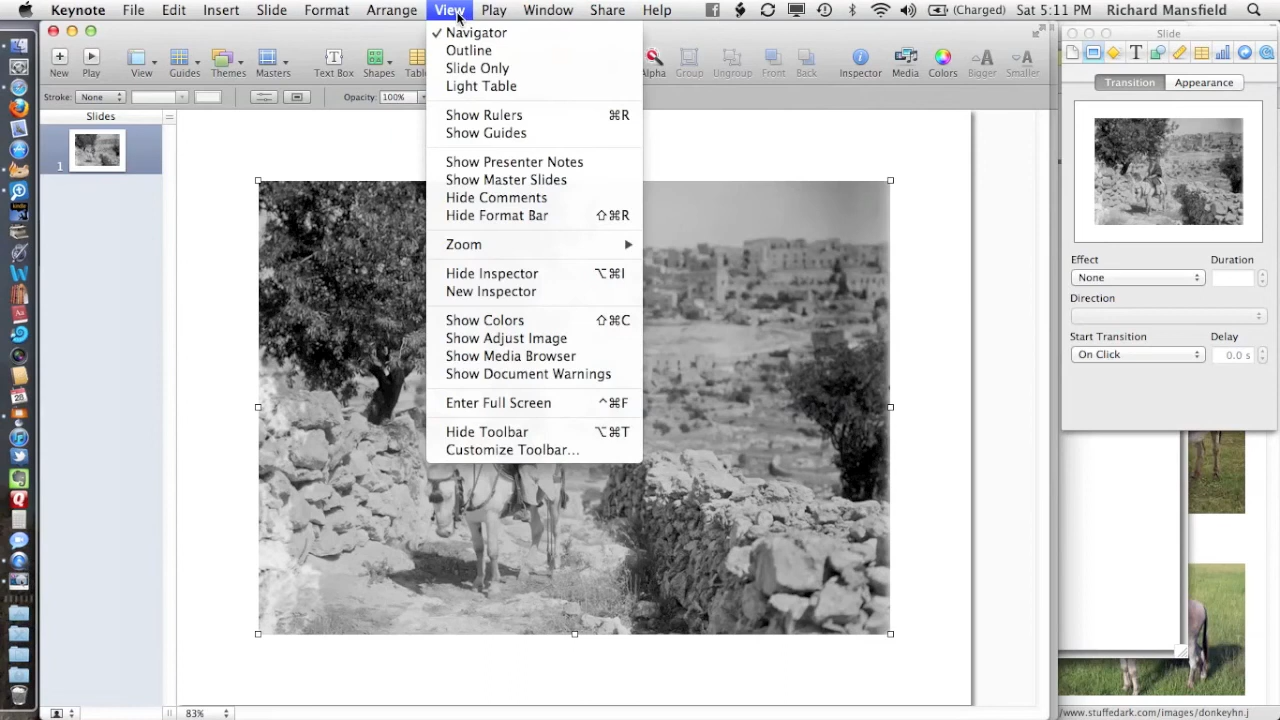 Keynote File Edit Insert Slide Format Arrange View Play Window Share Help (Charged) Sat 5:11 PM Richard Mansfield
New Play View Guides Themes Masters Text Box Shapes Table Alpha Group Ungroup Front Back Inspector Media Colors Bigger Smaller
Stroke: None Opacity: 100%
Slides
1
✓ Navigator
Outline
Slide Only
Light Table
Show Rulers ⌘R
Show Guides
Show Presenter Notes
Show Master Slides
Hide Comments
Hide Format Bar ⇧⌘R
Zoom
Hide Inspector ⌥⌘I
New Inspector
Show Colors ⇧⌘C
Show Adjust Image
Show Media Browser
Show Document Warnings
Enter Full Screen ^⌘F
Hide Toolbar ⌥⌘T
Customize Toolbar...
Slide
Transition Appearance
Effect Duration
None
Direction
Start Transition Delay
On Click 0.0 s
83%
/www.stuffedark.com/images/donkeyhn.j